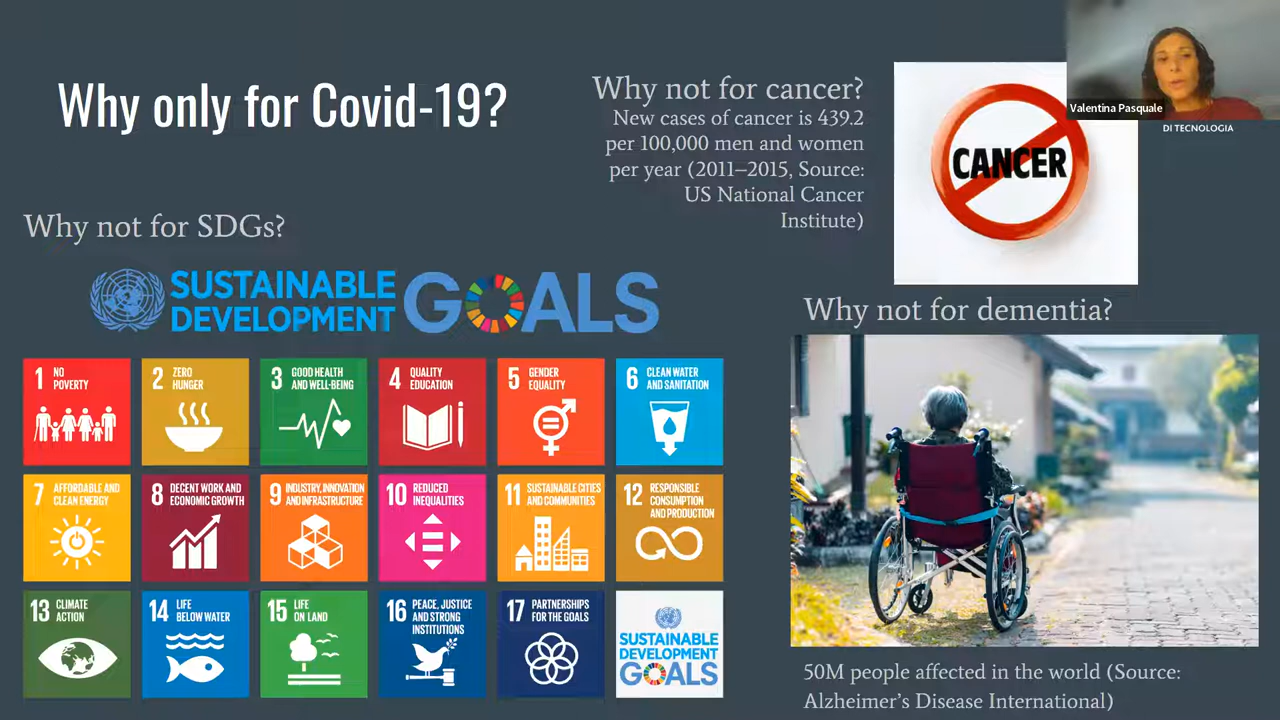 Why only for Covid-19?
Why not for cancer?
New cases of cancer is 439.2
per 100,000 men and women
per year (2011–2015, Source:
US National Cancer
Institute)
CANCER
Valentina Pasquale
DI TECNOLOGIA
Why not for SDGs?
SUSTAINABLE
DEVELOPMENT
GOALS
1 NO
POVERTY
2 ZERO
HUNGER
3 GOOD HEALTH
AND WELL-BEING
4 QUALITY
EDUCATION
5 GENDER
EQUALITY
6 CLEAN WATER
AND SANITATION
7 AFFORDABLE AND
CLEAN ENERGY
8 DECENT WORK AND
ECONOMIC GROWTH
9 INDUSTRY, INNOVATION
AND INFRASTRUCTURE
10 REDUCED
INEQUALITIES
11 SUSTAINABLE CITIES
AND COMMUNITIES
12 RESPONSIBLE
CONSUMPTION
AND PRODUCTION
13 CLIMATE
ACTION
14 LIFE
BELOW WATER
15 LIFE
ON LAND
16 PEACE, JUSTICE
AND STRONG
INSTITUTIONS
17 PARTNERSHIPS
FOR THE GOALS
SUSTAINABLE
DEVELOPMENT
GOALS
Why not for dementia?
50M people affected in the world (Source:
Alzheimer's Disease International)